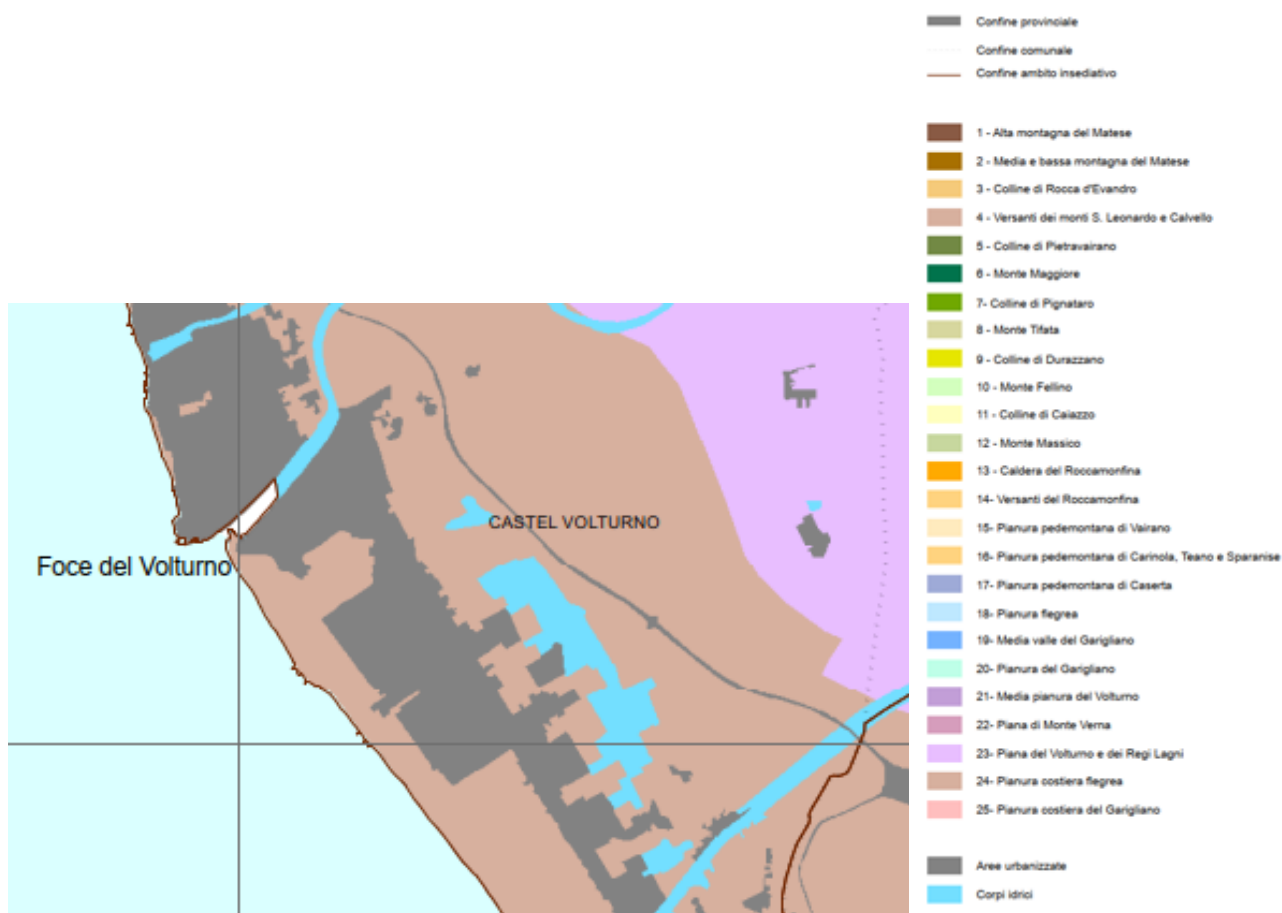 Confine provinciale
Confine comunale
Confine ambito insediativo
1 - Alta montagna del Matese
2 - Media e bassa montagna del Matese
3 - Colline di Rocca d'Evandro
4 - Versanti dei monti S. Leonardo e Calvello
5 - Colline di Pietravairano
6 - Monte Maggiore
7- Colline di Pignataro
8 - Monte Tifata
9 - Colline di Durazzano
10 - Monte Fellino
11 - Colline di Caiazzo
12 - Monte Massico
13 - Caldera del Roccamonfina
14- Versanti del Roccamonfina
15- Pianura pedemontana di Vairano
16- Pianura pedemontana di Carinola, Teano e Sparanise
17- Pianura pedemontana di Caserta
18- Pianura flegrea
19- Media valle del Garigliano
20- Pianura del Garigliano
21- Media pianura del Volturno
22- Piana di Monte Verna
23- Piana del Volturno e dei Regi Lagni
24- Pianura costiera flegrea
25- Pianura costiera del Garigliano
Aree urbanizzate
Corpi idrici
CASTEL VOLTURNO
Foce del Volturno